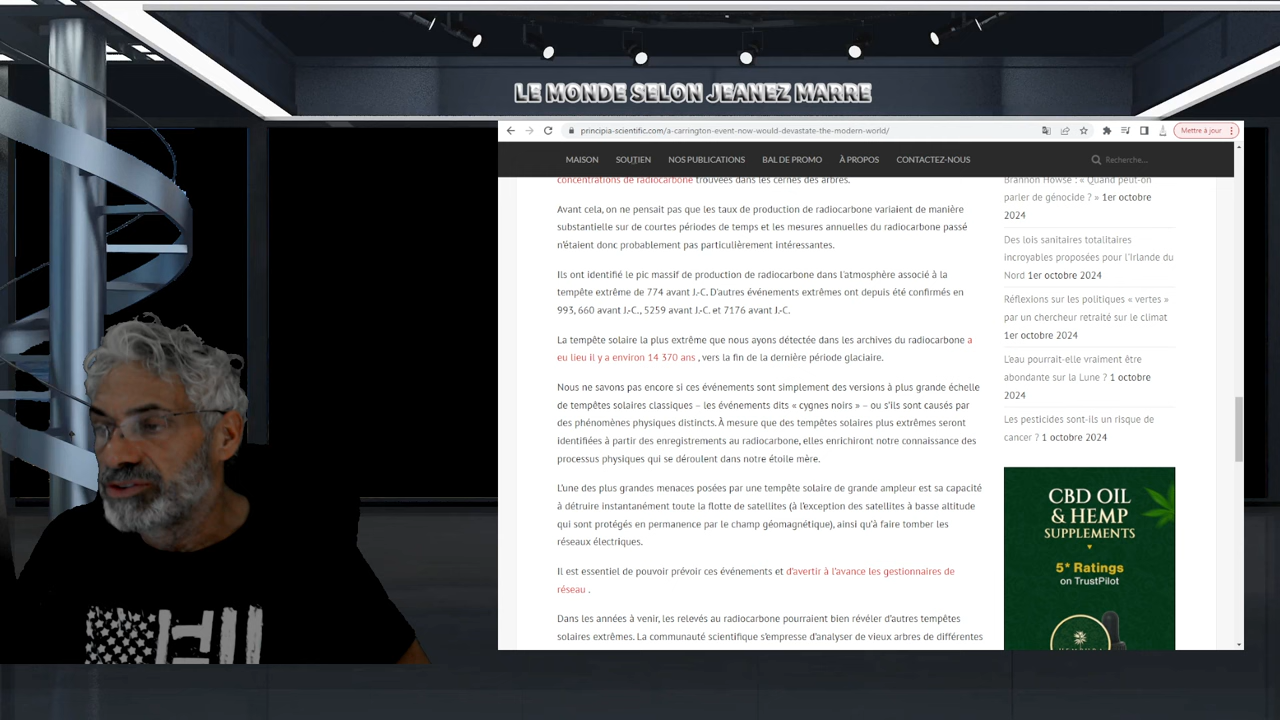 LE MONDE SELON JEANEZ MARRE
principia-scientific.com/a-carrington-event-now-would-devastate-the-modern-world/
Mettre à jour
MAISON SOUTIEN NOS PUBLICATIONS BAL DE PROMO À PROPOS CONTACTEZ-NOUS
Recherche...
concentrations de radiocarbone trouvées dans les cernes des arbres.
Avant cela, on ne pensait pas que les taux de production de radiocarbone variaient de manière
substantielle sur de courtes périodes de temps et les mesures annuelles du radiocarbone passé
n'étaient donc probablement pas particulièrement intéressantes.
Ils ont identifié le pic massif de production de radiocarbone dans l'atmosphère associé à la
tempête extrême de 774 avant J.-C. D'autres événements extrêmes ont depuis été confirmés en
993, 660 avant J.-C., 5259 avant J.-C. et 7176 avant J.-C.
La tempête solaire la plus extrême que nous ayons détectée dans les archives du radiocarbone a
eu lieu il y a environ 14 370 ans , vers la fin de la dernière période glaciaire.
Nous ne savons pas encore si ces événements sont simplement des versions à plus grande échelle
de tempêtes solaires classiques – les événements dits « cygnes noirs » – ou s'ils sont causés par
des phénomènes physiques distincts. À mesure que des tempêtes solaires plus extrêmes seront
identifiées à partir des enregistrements au radiocarbone, elles enrichiront notre connaissance des
processus physiques qui se déroulent dans notre étoile mère.
L'une des plus grandes menaces posées par une tempête solaire de grande ampleur est sa capacité
à détruire instantanément toute la flotte de satellites (à l'exception des satellites à basse altitude
qui sont protégés en permanence par le champ géomagnétique), ainsi qu'à faire tomber les
réseaux électriques.
Il est essentiel de pouvoir prévoir ces événements et d'avertir à l'avance les gestionnaires de
réseau .
Dans les années à venir, les relevés au radiocarbone pourraient bien révéler d'autres tempêtes
solaires extrêmes. La communauté scientifique s'empresse d'analyser de vieux arbres de différentes
Brannon Howse : « Quand peut-on
parler de génocide ? » 1er octobre
2024
Des lois sanitaires totalitaires
incroyables proposées pour l'Irlande du
Nord 1er octobre 2024
Réflexions sur les politiques « vertes »
par un chercheur retraité sur le climat
1er octobre 2024
L'eau pourrait-elle vraiment être
abondante sur la Lune ? 1 octobre
2024
Les pesticides sont-ils un risque de
cancer ? 1 octobre 2024
CBD OIL
& HEMP
SUPPLEMENTS
5* Ratings
on TrustPilot